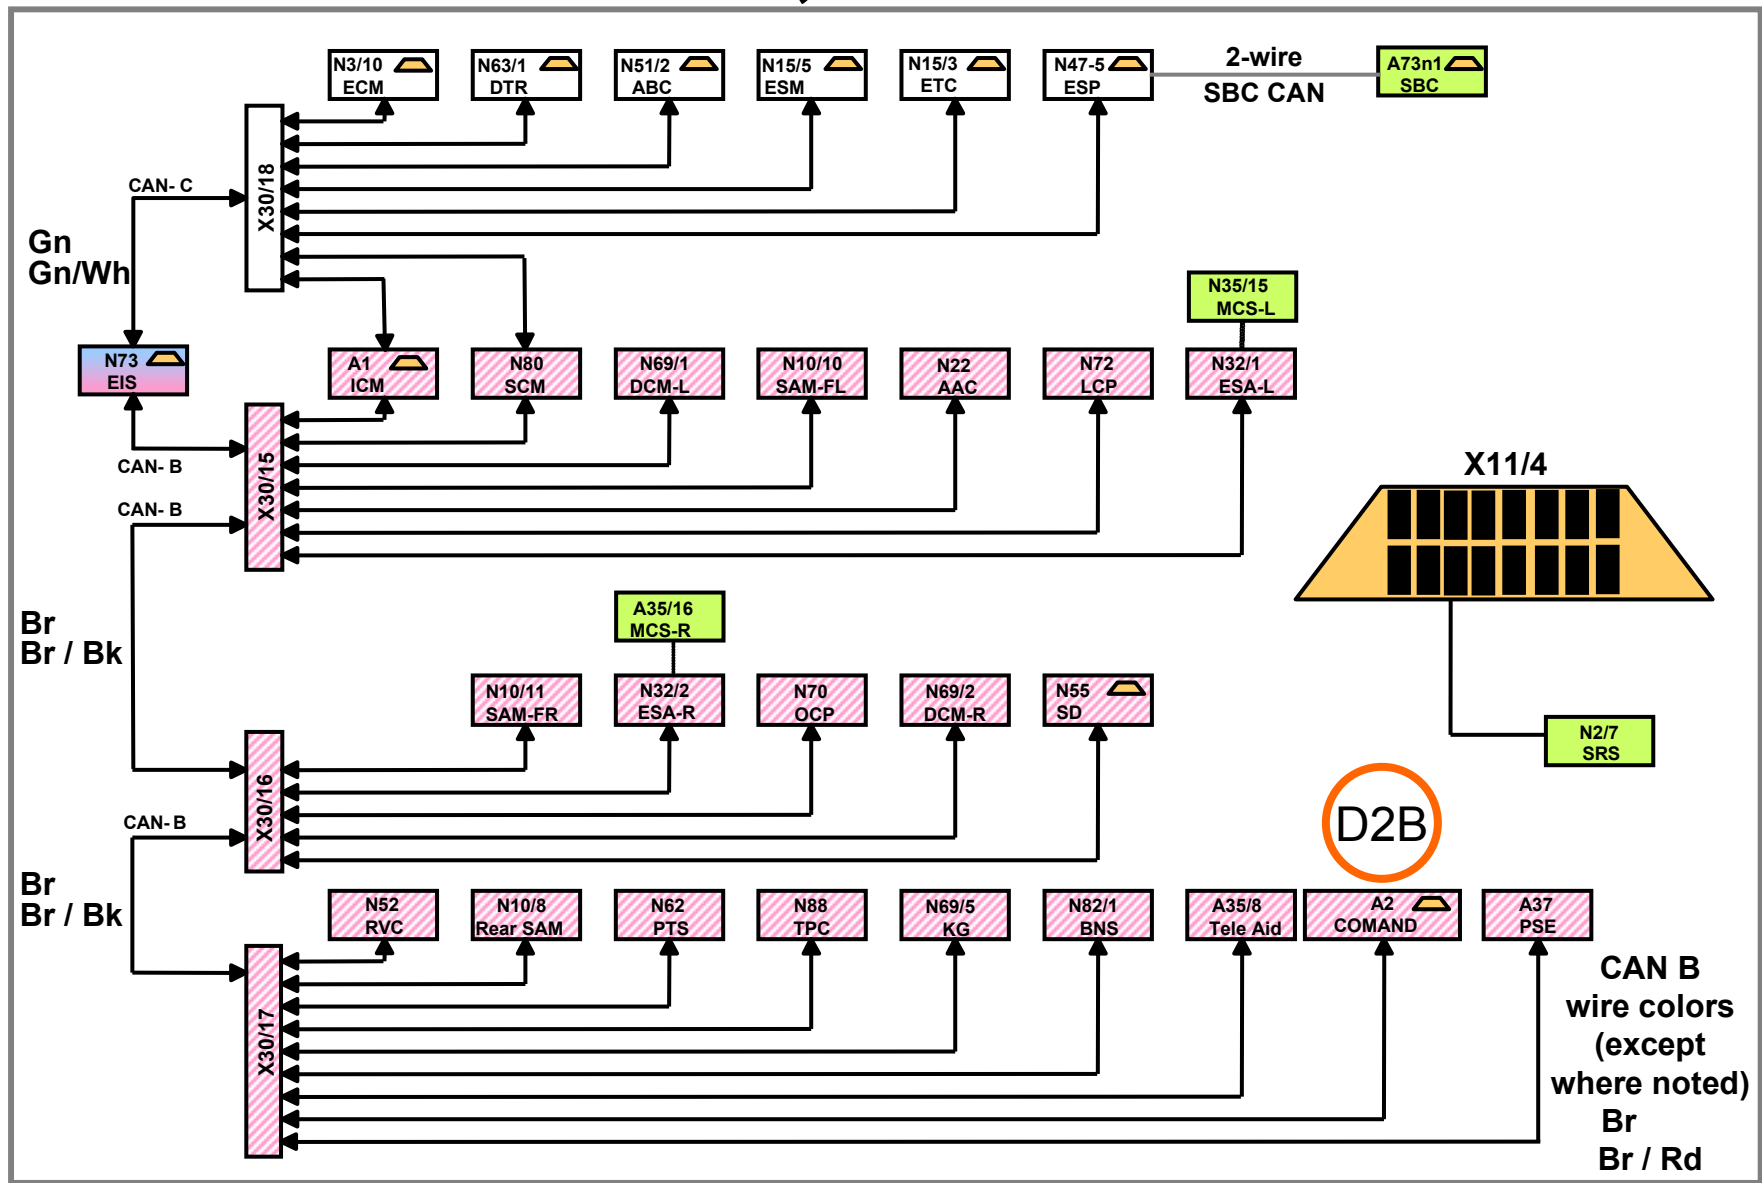 N3/10
ECM
N63/1
DTR
N51/2
ABC
N15/5
ESM
N15/3
ETC
N47-5
ESP
2-wire
SBC CAN
A73n1
SBC
X30/18
CAN- C
Gn
Gn/Wh
N35/15
MCS-L
N73
EIS
A1
ICM
N80
SCM
N69/1
DCM-L
N10/10
SAM-FL
N22
AAC
N72
LCP
N32/1
ESA-L
CAN- B
X30/15
CAN- B
X11/4
Br
Br / Bk
A35/16
MCS-R
N10/11
SAM-FR
N32/2
ESA-R
N70
OCP
N69/2
DCM-R
N55
SD
N2/7
SRS
X30/16
CAN- B
D2B
Br
Br / Bk
N52
RVC
N10/8
Rear SAM
N62
PTS
N88
TPC
N69/5
KG
N82/1
BNS
A35/8
Tele Aid
A2
COMAND
A37
PSE
X30/17
CAN B
wire colors
(except
where noted)
Br
Br / Rd